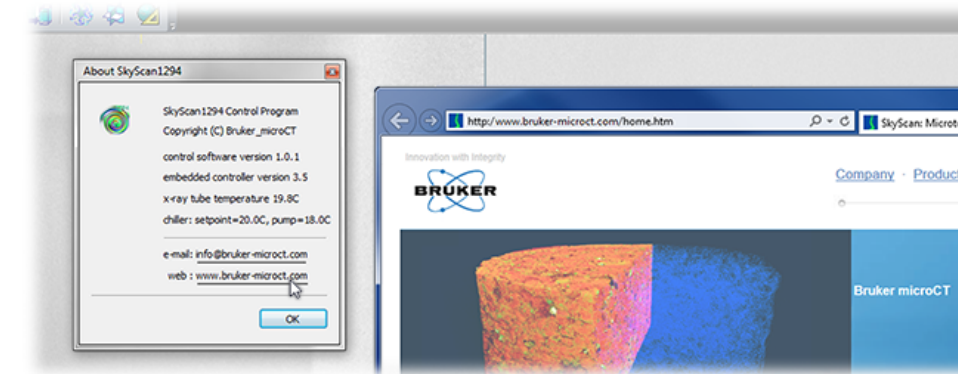 About SkyScan1294
SkyScan1294 Control Program
Copyright (C) Bruker_microCT
control software version 1.0.1
embedded controller version 3.5
x-ray tube temperature 19.8C
chiller: setpoint=20.0C, pump=18.0C
e-mail: info@bruker-microct.com
web : www.bruker-microct.com
OK
http:/www.bruker-microct.com/home.htm
SkyScan: Microt
Innovation with Integrity
BRUKER
Company - Product
Bruker microCT